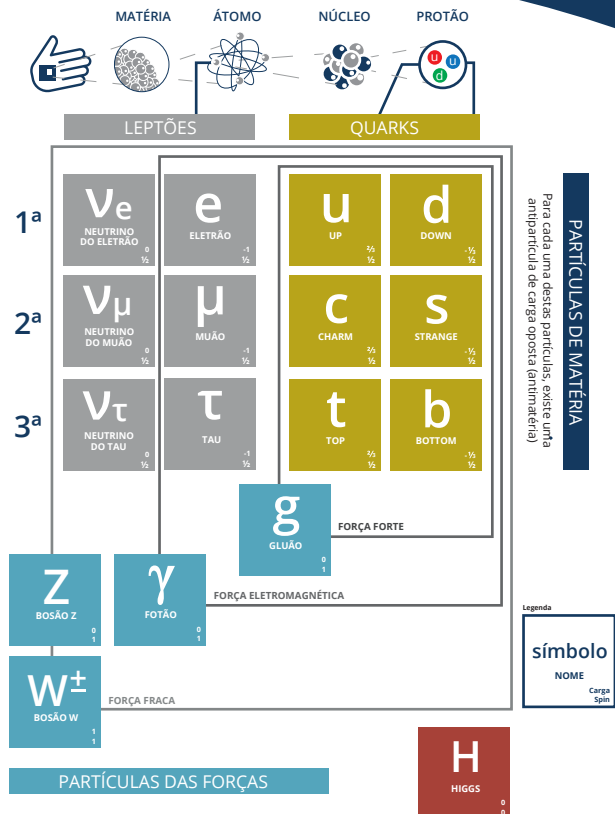 MATÉRIA
ÁTOMO
NÚCLEO
PROTÃO
u
u
d
LEPTÕES
QUARKS
1ª
νe
NEUTRINO
DO ELETRÃO
0
½
e
ELETRÃO
-1
½
u
UP
⅔
½
d
DOWN
-⅓
½
2ª
νμ
NEUTRINO
DO MUÃO
0
½
μ
MUÃO
-1
½
c
CHARM
⅔
½
s
STRANGE
-⅓
½
3ª
ντ
NEUTRINO
DO TAU
0
½
τ
TAU
-1
½
t
TOP
⅔
½
b
BOTTOM
-⅓
½
PARTÍCULAS DE MATÉRIA
Para cada uma destas partículas, existe uma
antipartícula de carga oposta (antimatéria)
g
GLUÃO
0
1
FORÇA FORTE
Z
BOSÃO Z
0
1
γ
FOTÃO
0
1
FORÇA ELETROMAGNÉTICA
W±
BOSÃO W
1
1
FORÇA FRACA
Legenda
símbolo
NOME
Carga
Spin
H
HIGGS
0
0
PARTÍCULAS DAS FORÇAS